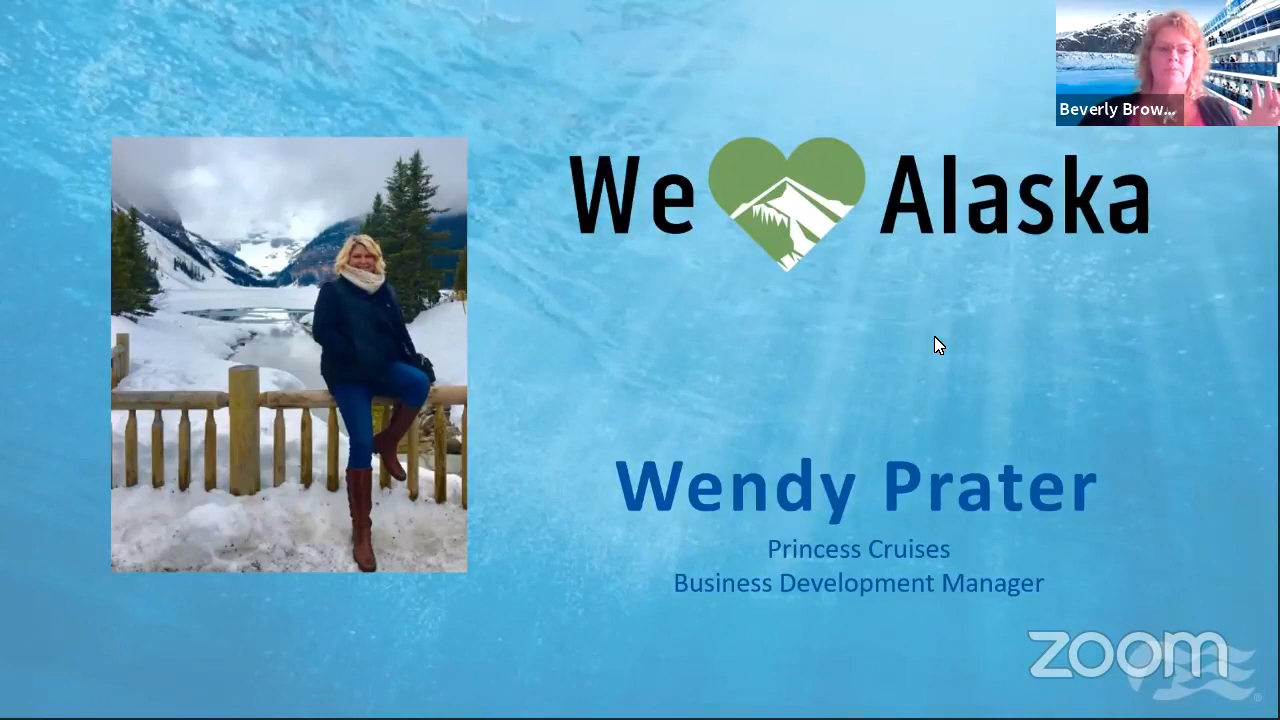 Beverly Brow...
We Alaska
Wendy Prater
Princess Cruises
Business Development Manager
zoom